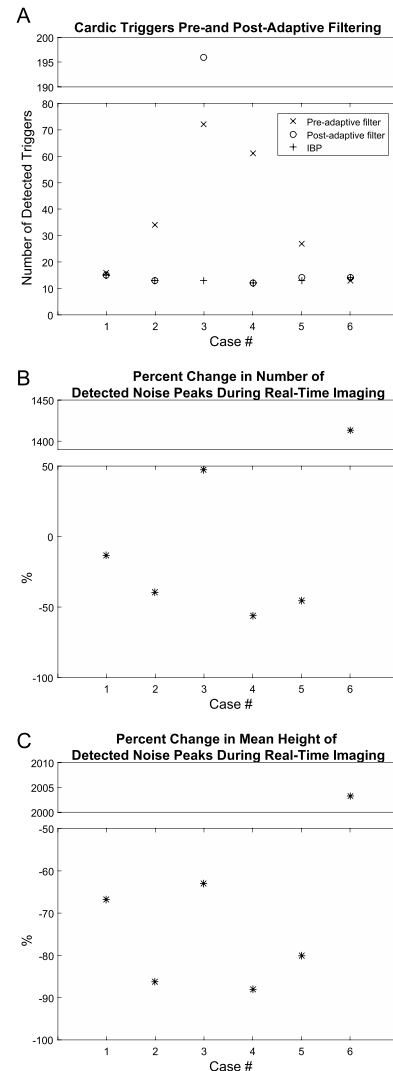 A
Cardic Triggers Pre-and Post-Adaptive Filtering
200
195
190
80
70
60
50
40
30
20
10
0
Number of Detected Triggers
Pre-adaptive filter
Post-adaptive filter
IBP
1 2 3 4 5 6
Case #
B
Percent Change in Number of
Detected Noise Peaks During Real-Time Imaging
1450
1400
50
0
-50
-100
%
1 2 3 4 5 6
Case #
C
Percent Change in Mean Height of
Detected Noise Peaks During Real-Time Imaging
2010
2005
2000
-50
-60
-70
-80
-90
-100
%
1 2 3 4 5 6
Case #